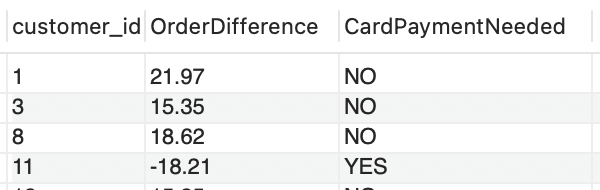 customer_id OrderDifference CardPaymentNeeded
1 21.97 NO
3 15.35 NO
8 18.62 NO
11 -18.21 YES